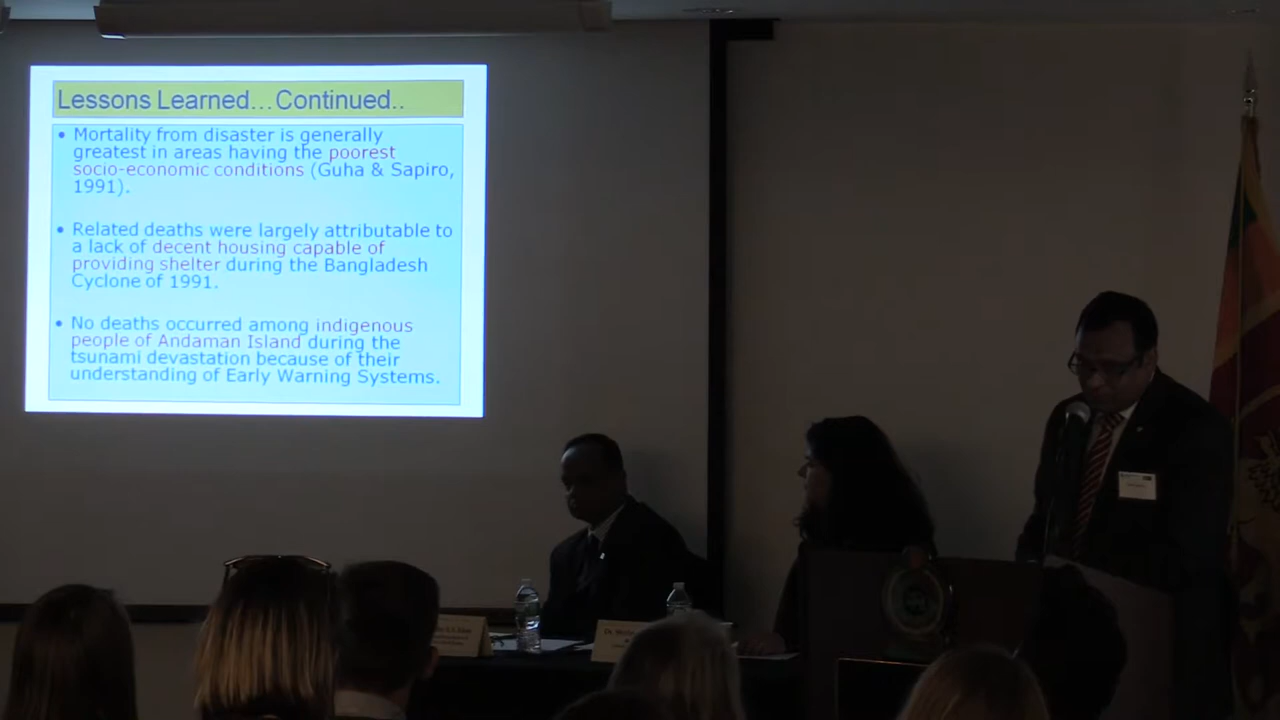 Lessons Learned...Continued..
• Mortality from disaster is generally
greatest in areas having the poorest
socio-economic conditions (Guha & Sapiro,
1991).
• Related deaths were largely attributable to
a lack of decent housing capable of
providing shelter during the Bangladesh
Cyclone of 1991.
• No deaths occurred among indigenous
people of Andaman Island during the
tsunami devastation because of their
understanding of Early Warning Systems.
Dr.